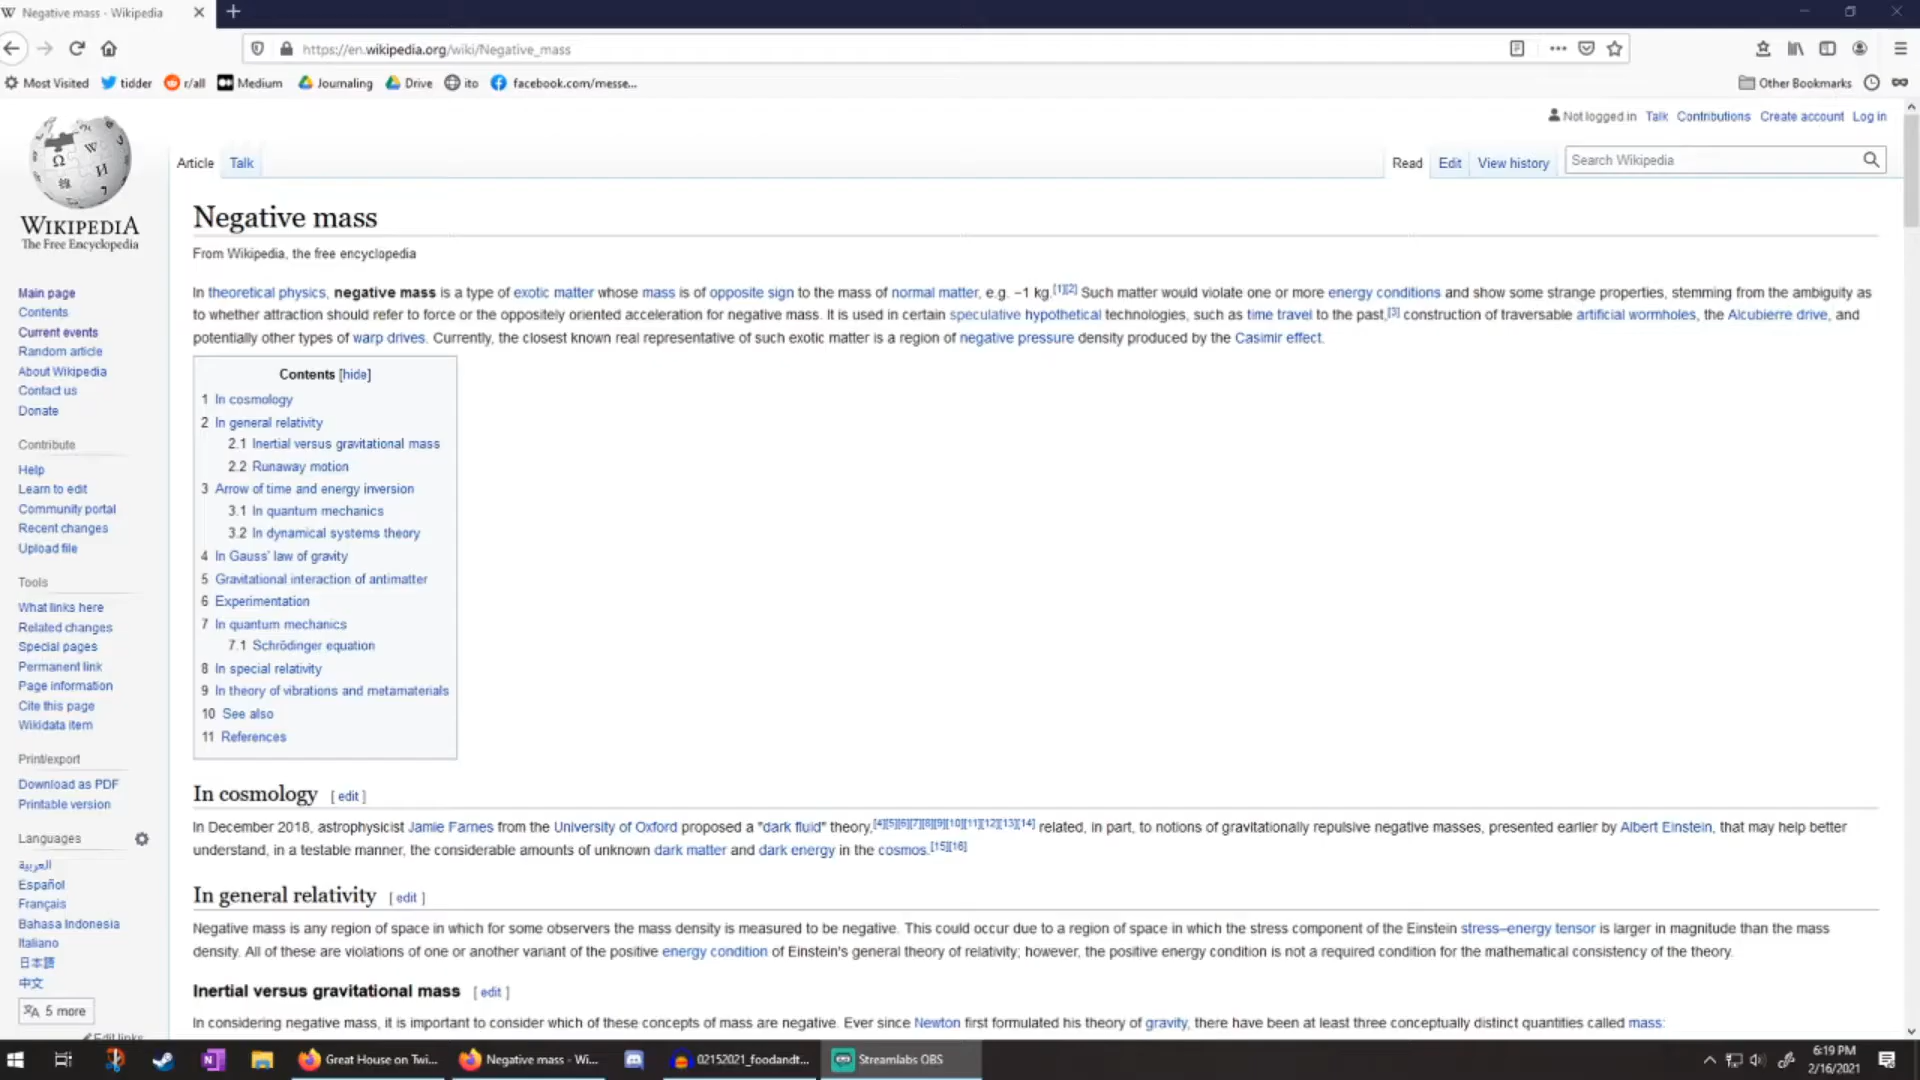 Negative mass - Wikipedia
https://en.wikipedia.org/wiki/Negative_mass
Most Visited tidder r/all Medium Journaling Drive ito facebook.com/messe... Other Bookmarks
Not logged in Talk Contributions Create account Log in
Article Talk Read Edit View history Search Wikipedia
WIKIPEDIA
The Free Encyclopedia
Main page
Contents
Current events
Random article
About Wikipedia
Contact us
Donate
Contribute
Help
Learn to edit
Community portal
Recent changes
Upload file
Tools
What links here
Related changes
Special pages
Permanent link
Page information
Cite this page
Wikidata item
Print/export
Download as PDF
Printable version
Languages
العربية
Español
Français
Bahasa Indonesia
Italiano
日本語
中文
5 more
Edit links
Negative mass
From Wikipedia, the free encyclopedia
In theoretical physics, negative mass is a type of exotic matter whose mass is of opposite sign to the mass of normal matter, e.g. −1 kg.[1][2] Such matter would violate one or more energy conditions and show some strange properties, stemming from the ambiguity as
to whether attraction should refer to force or the oppositely oriented acceleration for negative mass. It is used in certain speculative hypothetical technologies, such as time travel to the past,[3] construction of traversable artificial wormholes, the Alcubierre drive, and
potentially other types of warp drives. Currently, the closest known real representative of such exotic matter is a region of negative pressure density produced by the Casimir effect.
Contents [hide]
1 In cosmology
2 In general relativity
2.1 Inertial versus gravitational mass
2.2 Runaway motion
3 Arrow of time and energy inversion
3.1 In quantum mechanics
3.2 In dynamical systems theory
4 In Gauss' law of gravity
5 Gravitational interaction of antimatter
6 Experimentation
7 In quantum mechanics
7.1 Schrödinger equation
8 In special relativity
9 In theory of vibrations and metamaterials
10 See also
11 References
In cosmology [ edit ]
In December 2018, astrophysicist Jamie Farnes from the University of Oxford proposed a "dark fluid" theory,[4][5][6][7][8][9][10][11][12][13][14] related, in part, to notions of gravitationally repulsive negative masses, presented earlier by Albert Einstein, that may help better
understand, in a testable manner, the considerable amounts of unknown dark matter and dark energy in the cosmos.[15][16]
In general relativity [ edit ]
Negative mass is any region of space in which for some observers the mass density is measured to be negative. This could occur due to a region of space in which the stress component of the Einstein stress–energy tensor is larger in magnitude than the mass
density. All of these are violations of one or another variant of the positive energy condition of Einstein's general theory of relativity; however, the positive energy condition is not a required condition for the mathematical consistency of the theory.
Inertial versus gravitational mass [ edit ]
In considering negative mass, it is important to consider which of these concepts of mass are negative. Ever since Newton first formulated his theory of gravity, there have been at least three conceptually distinct quantities called mass:
Great House on Twi... Negative mass - Wi... 02152021_foodandt... Streamlabs OBS
6:19 PM
2/16/2021